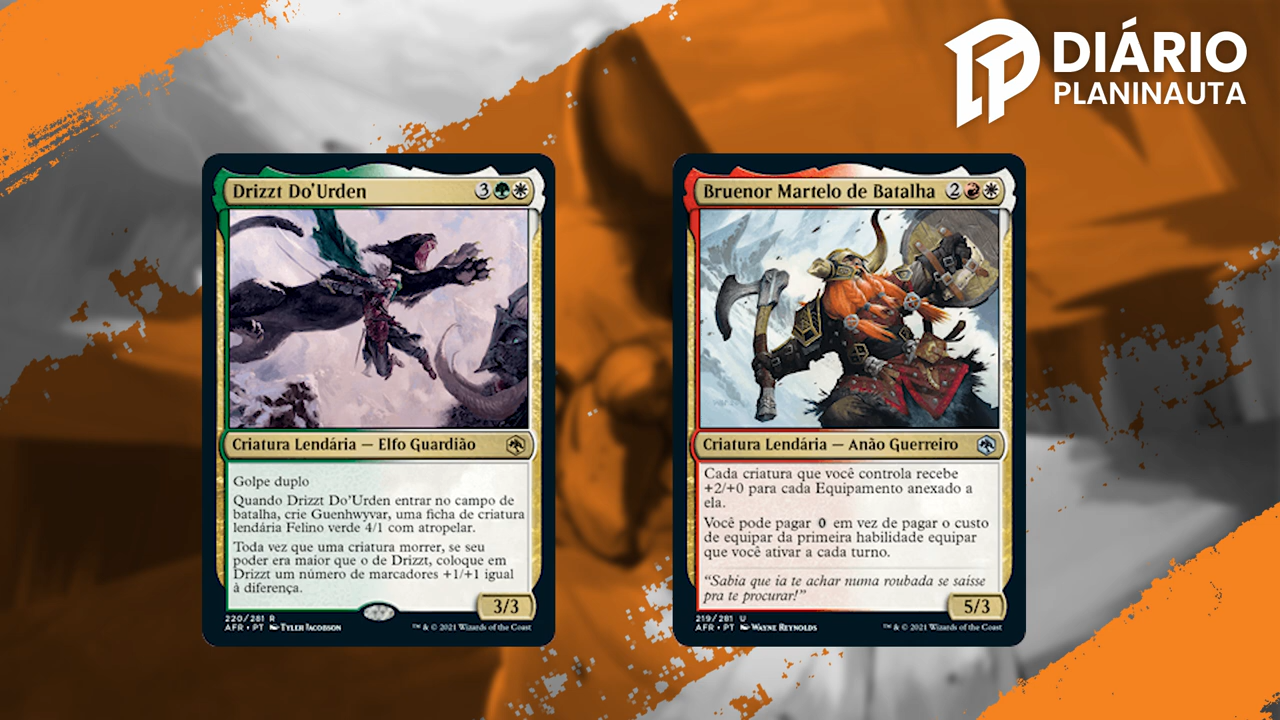 DIÁRIO
PLANINAUTA
Drizzt Do'Urden
3
Criatura Lendária — Elfo Guardião
Golpe duplo
Quando Drizzt Do'Urden entrar no campo de
batalha, crie Guenhwyvar, uma ficha de criatura
lendária Felino verde 4/1 com atropelar.
Toda vez que uma criatura morrer, se seu
poder era maior que o de Drizzt, coloque em
Drizzt um número de marcadores +1/+1 igual
à diferença.
3/3
220/281 R
AFR • PT Tyler Jacobson
™ & © 2021 Wizards of the Coast
Bruenor Martelo de Batalha
2
Criatura Lendária — Anão Guerreiro
Cada criatura que você controla recebe
+2/+0 para cada Equipamento anexado a
ela.
Você pode pagar 0 em vez de pagar o custo
de equipar da primeira habilidade equipar
que você ativar a cada turno.
“Sabia que ia te achar numa roubada se saísse
pra te procurar!”
5/3
219/281 U
AFR • PT Wayne Reynolds
™ & © 2021 Wizards of the Coast